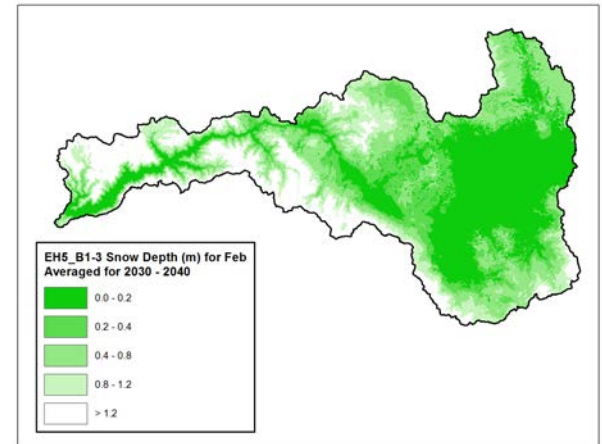 EH5_B1-3 Snow Depth (m) for Feb
Averaged for 2030 - 2040
0.0 - 0.2
0.2 - 0.4
0.4 - 0.8
0.8 - 1.2
> 1.2